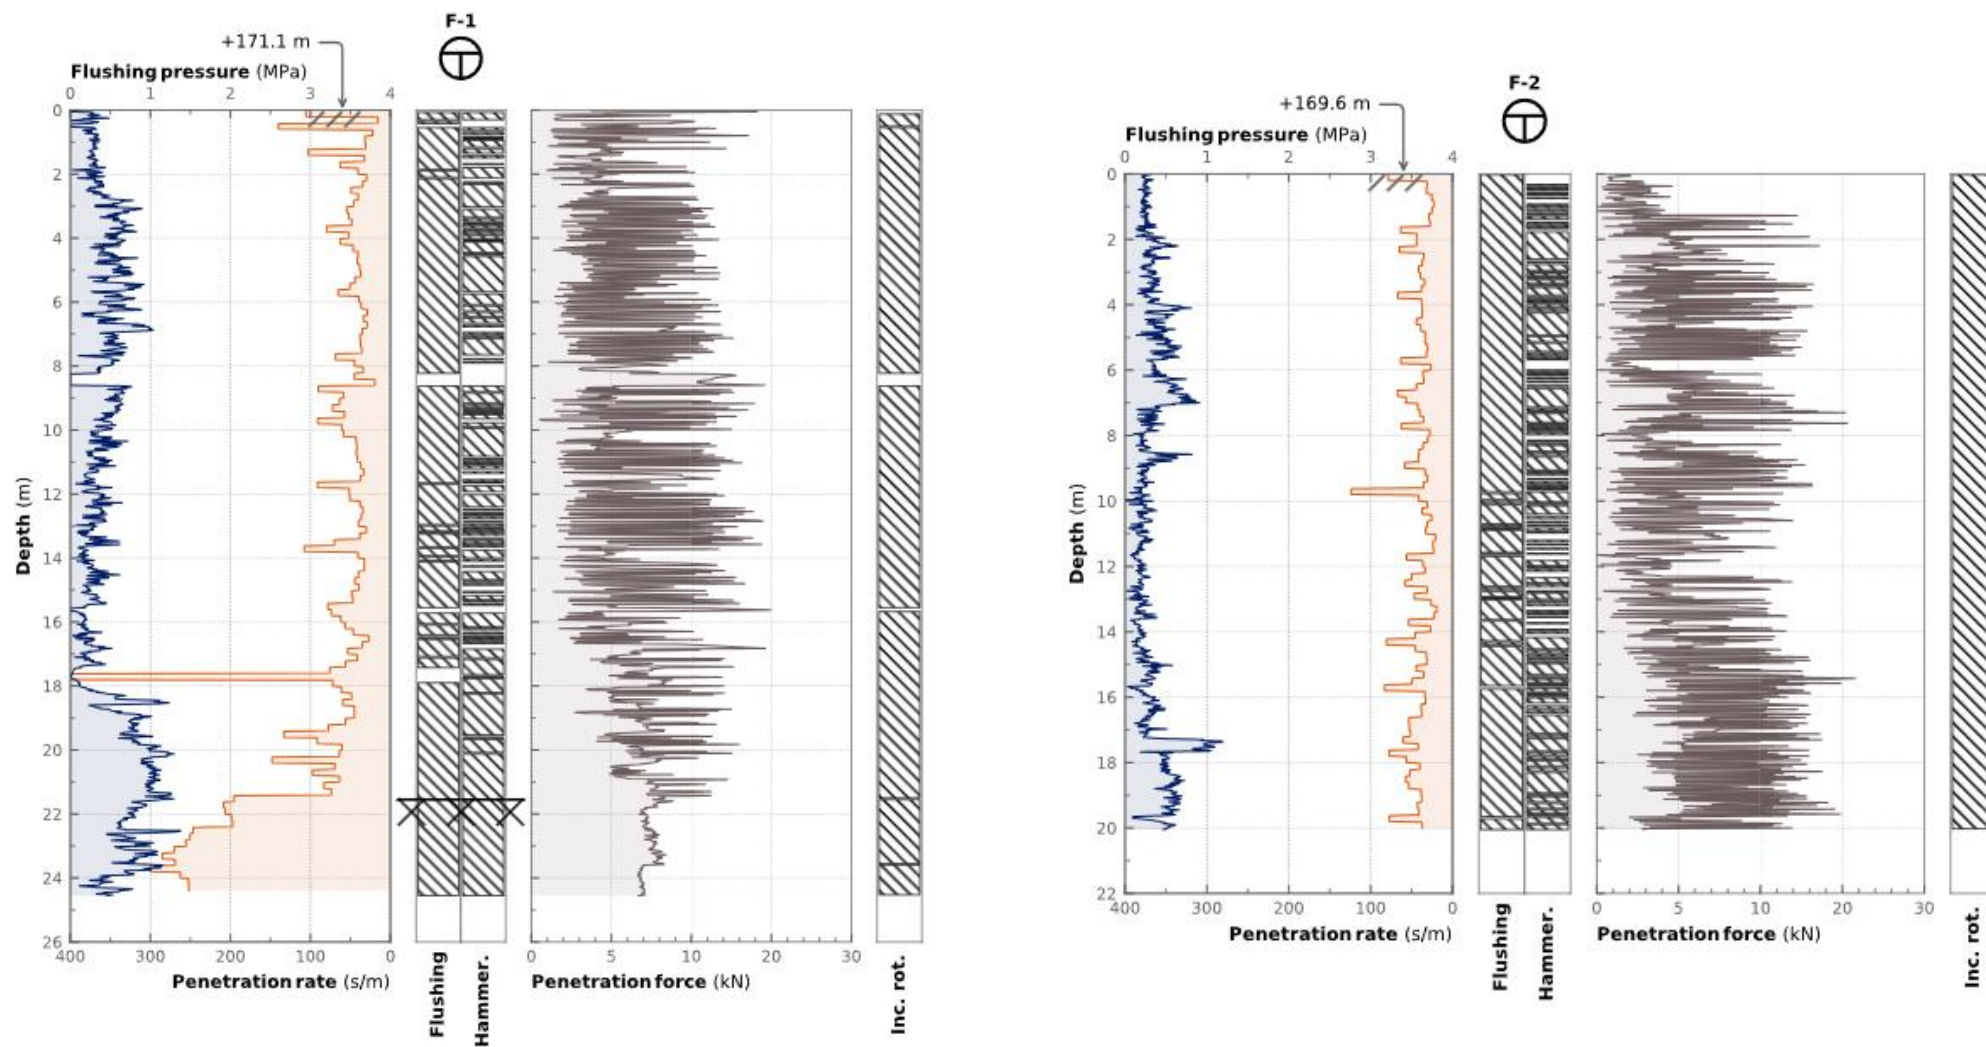 F-1
+171.1 m
Flushing pressure (MPa)
0 1 2 3 4
0
2
4
6
8
10
12
14
16
18
20
22
24
26
Depth (m)
400 300 200 100 0
Penetration rate (s/m)
Flushing
Hammer.
0 5 10 20 30
Penetration force (kN)
Inc. rot.
F-2
+169.6 m
Flushing pressure (MPa)
0 1 2 3 4
0
2
4
6
8
10
12
14
16
18
20
22
Depth (m)
400 300 200 100 0
Penetration rate (s/m)
Flushing
Hammer.
0 5 10 20 30
Penetration force (kN)
Inc. rot.